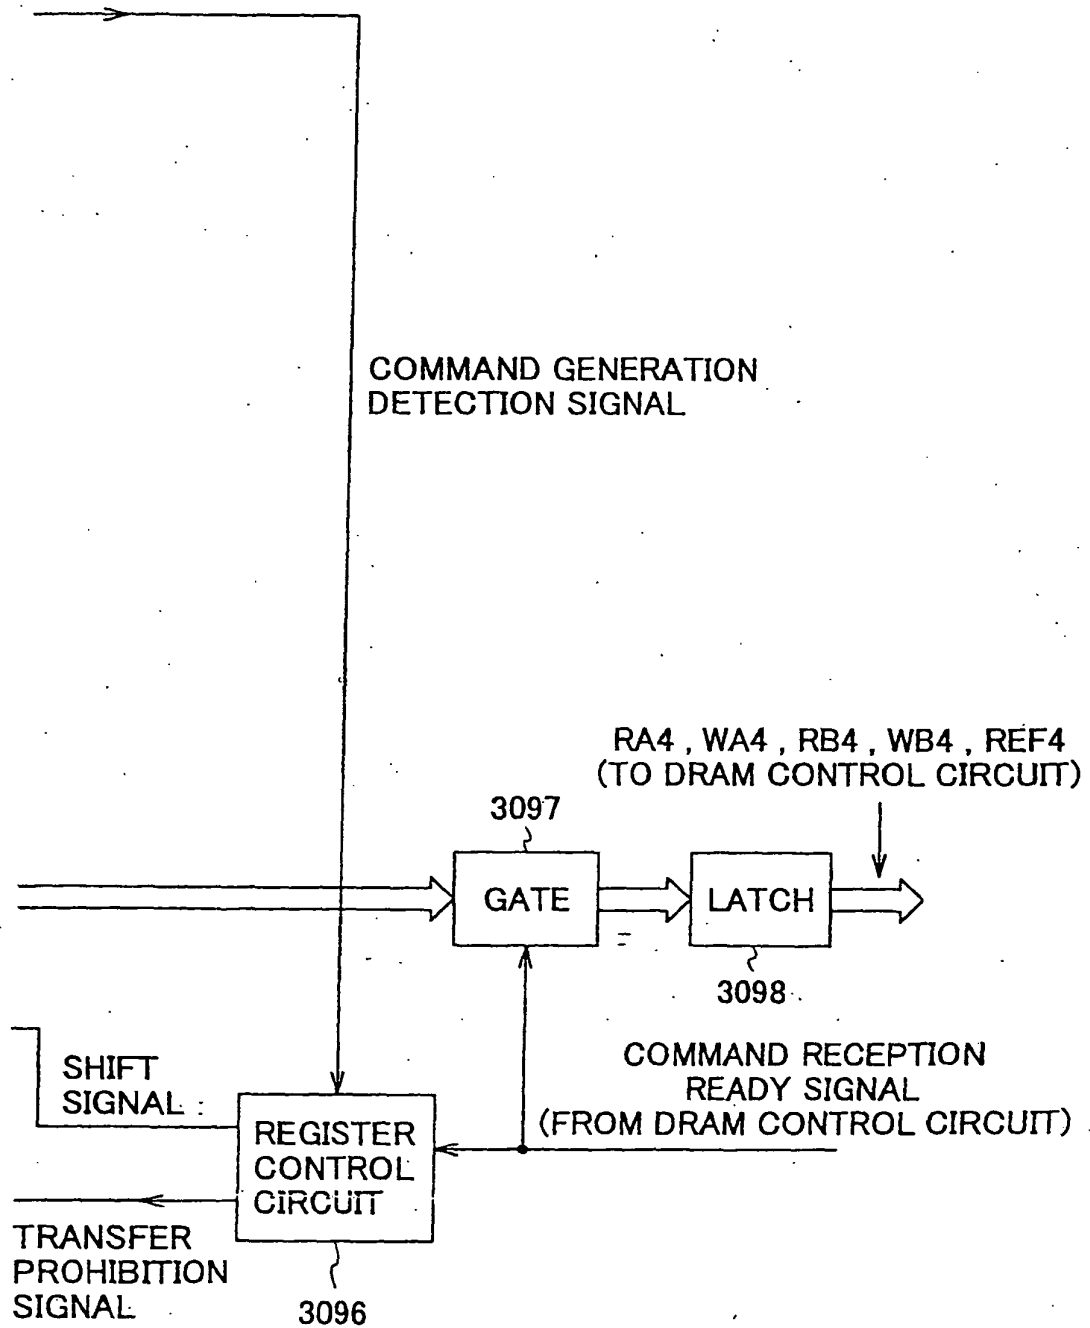 COMMAND GENERATION
DETECTION SIGNAL
RA4 , WA4 , RB4 , WB4 , REF4
(TO DRAM CONTROL CIRCUIT)
3097
GATE
LATCH
3098
SHIFT
SIGNAL
COMMAND RECEPTION
READY SIGNAL
(FROM DRAM CONTROL CIRCUIT)
REGISTER
CONTROL
CIRCUIT
TRANSFER
PROHIBITION
SIGNAL
3096